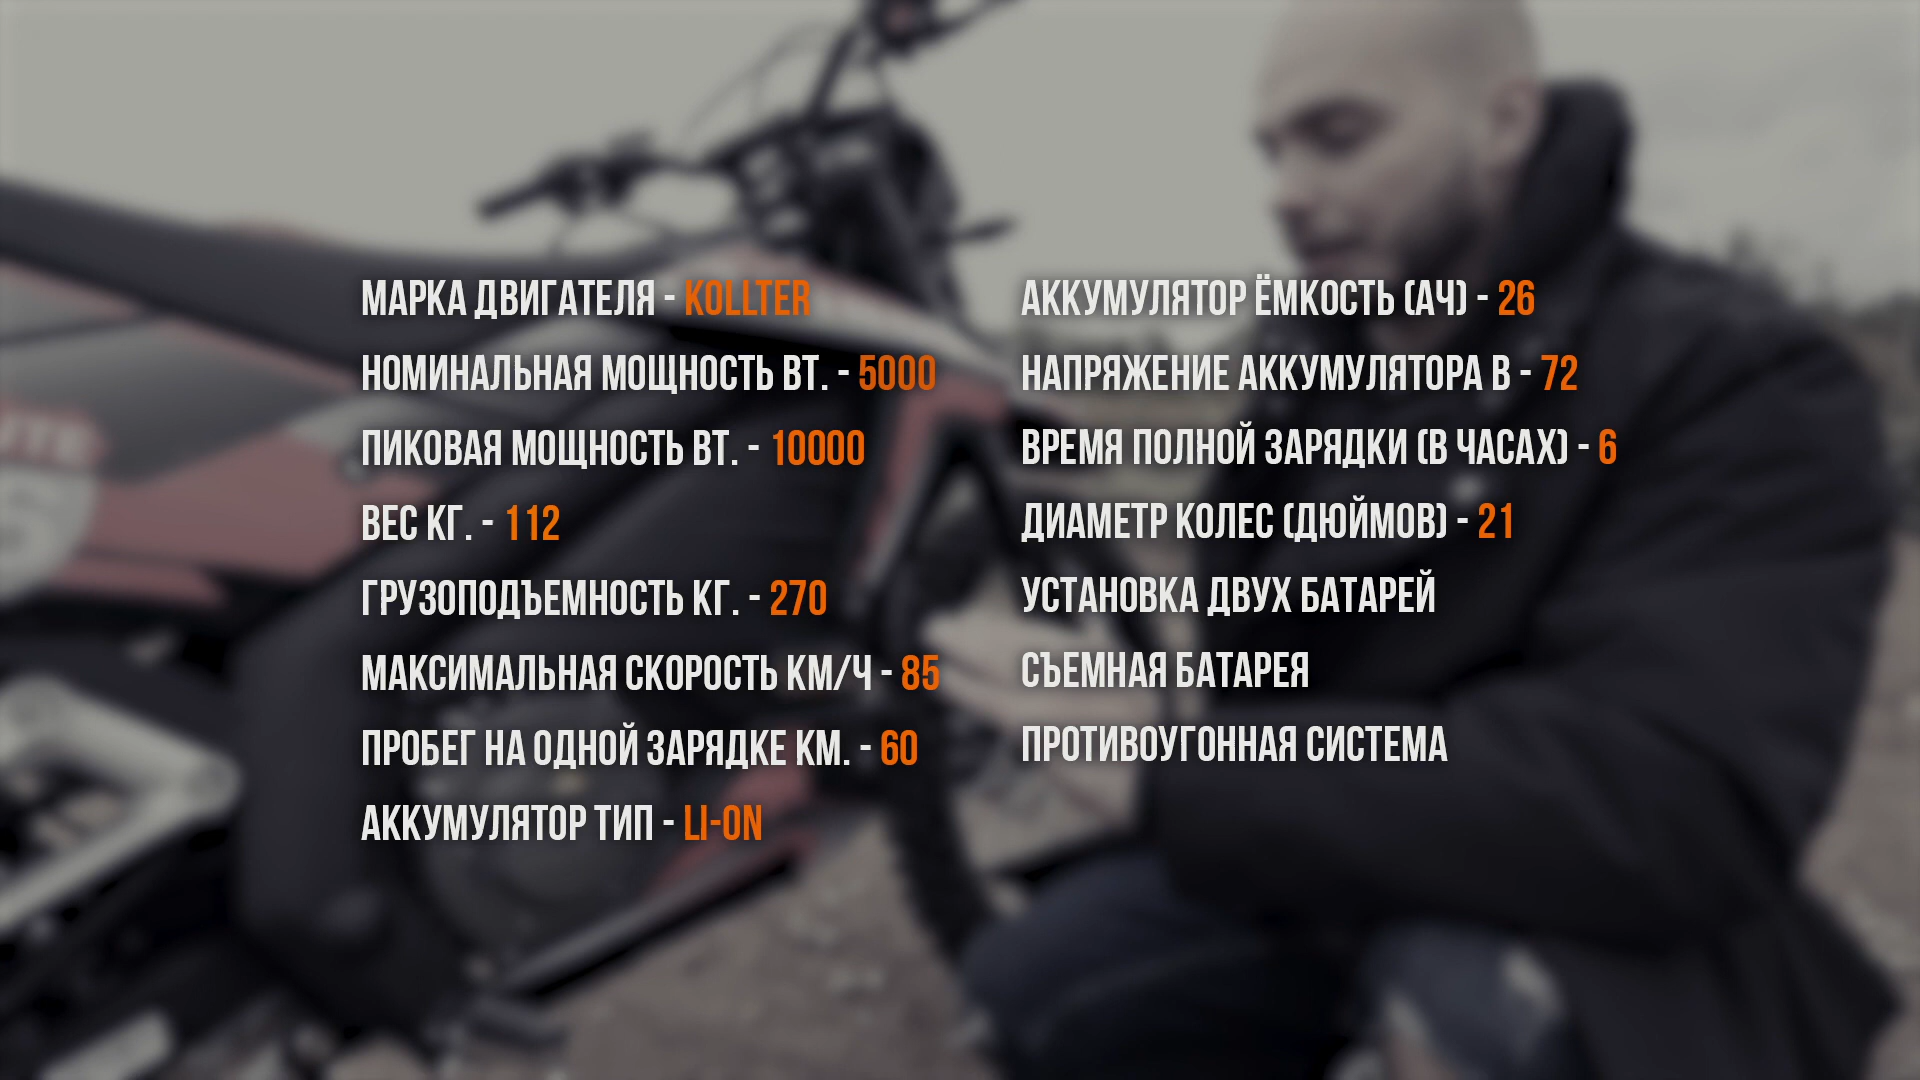 МАРКА ДВИГАТЕЛЯ - KOLLTER
НОМИНАЛЬНАЯ МОЩНОСТЬ ВТ. - 5000
ПИКОВАЯ МОЩНОСТЬ ВТ. - 10000
ВЕС КГ. - 112
ГРУЗОПОДЪЕМНОСТЬ КГ. - 270
МАКСИМАЛЬНАЯ СКОРОСТЬ КМ/Ч - 85
ПРОБЕГ НА ОДНОЙ ЗАРЯДКЕ КМ. - 60
АККУМУЛЯТОР ТИП - LI-ON
АККУМУЛЯТОР ЁМКОСТЬ (АЧ) - 26
НАПРЯЖЕНИЕ АККУМУЛЯТОРА В - 72
ВРЕМЯ ПОЛНОЙ ЗАРЯДКИ (В ЧАСАХ) - 6
ДИАМЕТР КОЛЕС (ДЮЙМОВ) - 21
УСТАНОВКА ДВУХ БАТАРЕЙ
СЪЕМНАЯ БАТАРЕЯ
ПРОТИВОУГОННАЯ СИСТЕМА